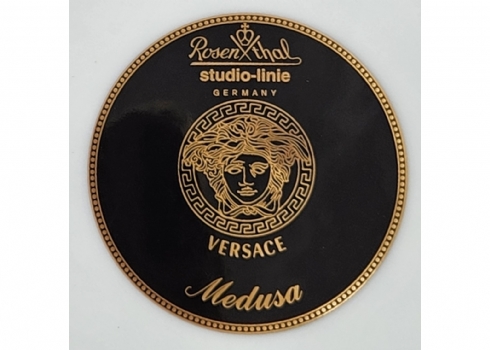 Rosenthal
studio-linie
GERMANY
VERSACE
Medusa